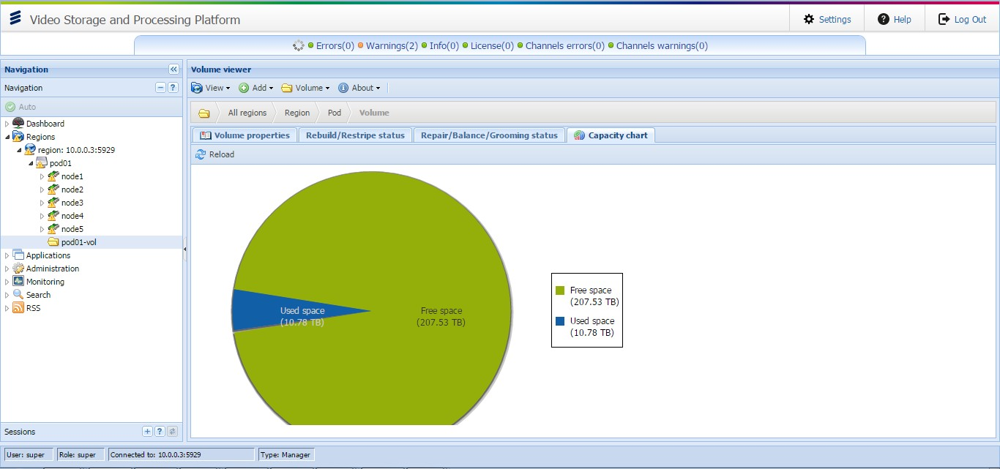 Video Storage and Processing Platform
Settings
Help
Log Out
Errors(0) Warnings(2) Info(0) License(0) Channels errors(0) Channels warnings(0)
Navigation
Navigation
Auto
Dashboard
Regions
region: 10.0.0.3:5929
pod01
node1
node2
node3
node4
node5
pod01-vol
Applications
Administration
Monitoring
Search
RSS
Sessions
Volume viewer
View Add Volume About
All regions Region Pod Volume
Volume properties Rebuild/Restripe status Repair/Balance/Grooming status Capacity chart
Reload
Used space
(10.78 TB)
Free space
(207.53 TB)
Free space
(207.53 TB)
Used space
(10.78 TB)
User: super Role: super Connected to: 10.0.0.3:5929 Type: Manager